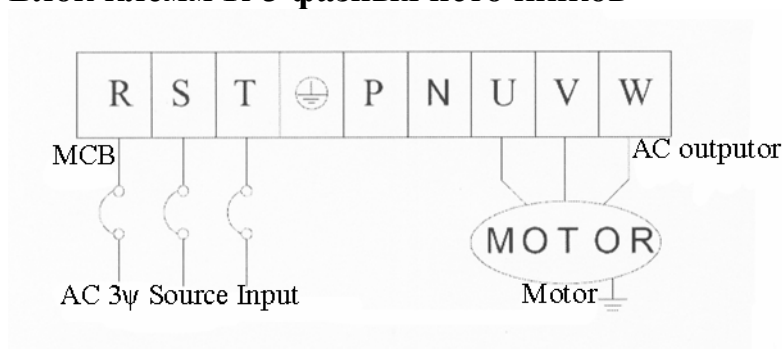 R S T P N U V W
MCB
AC outputor
MOTOR
AC 3ψ Source Input
Motor